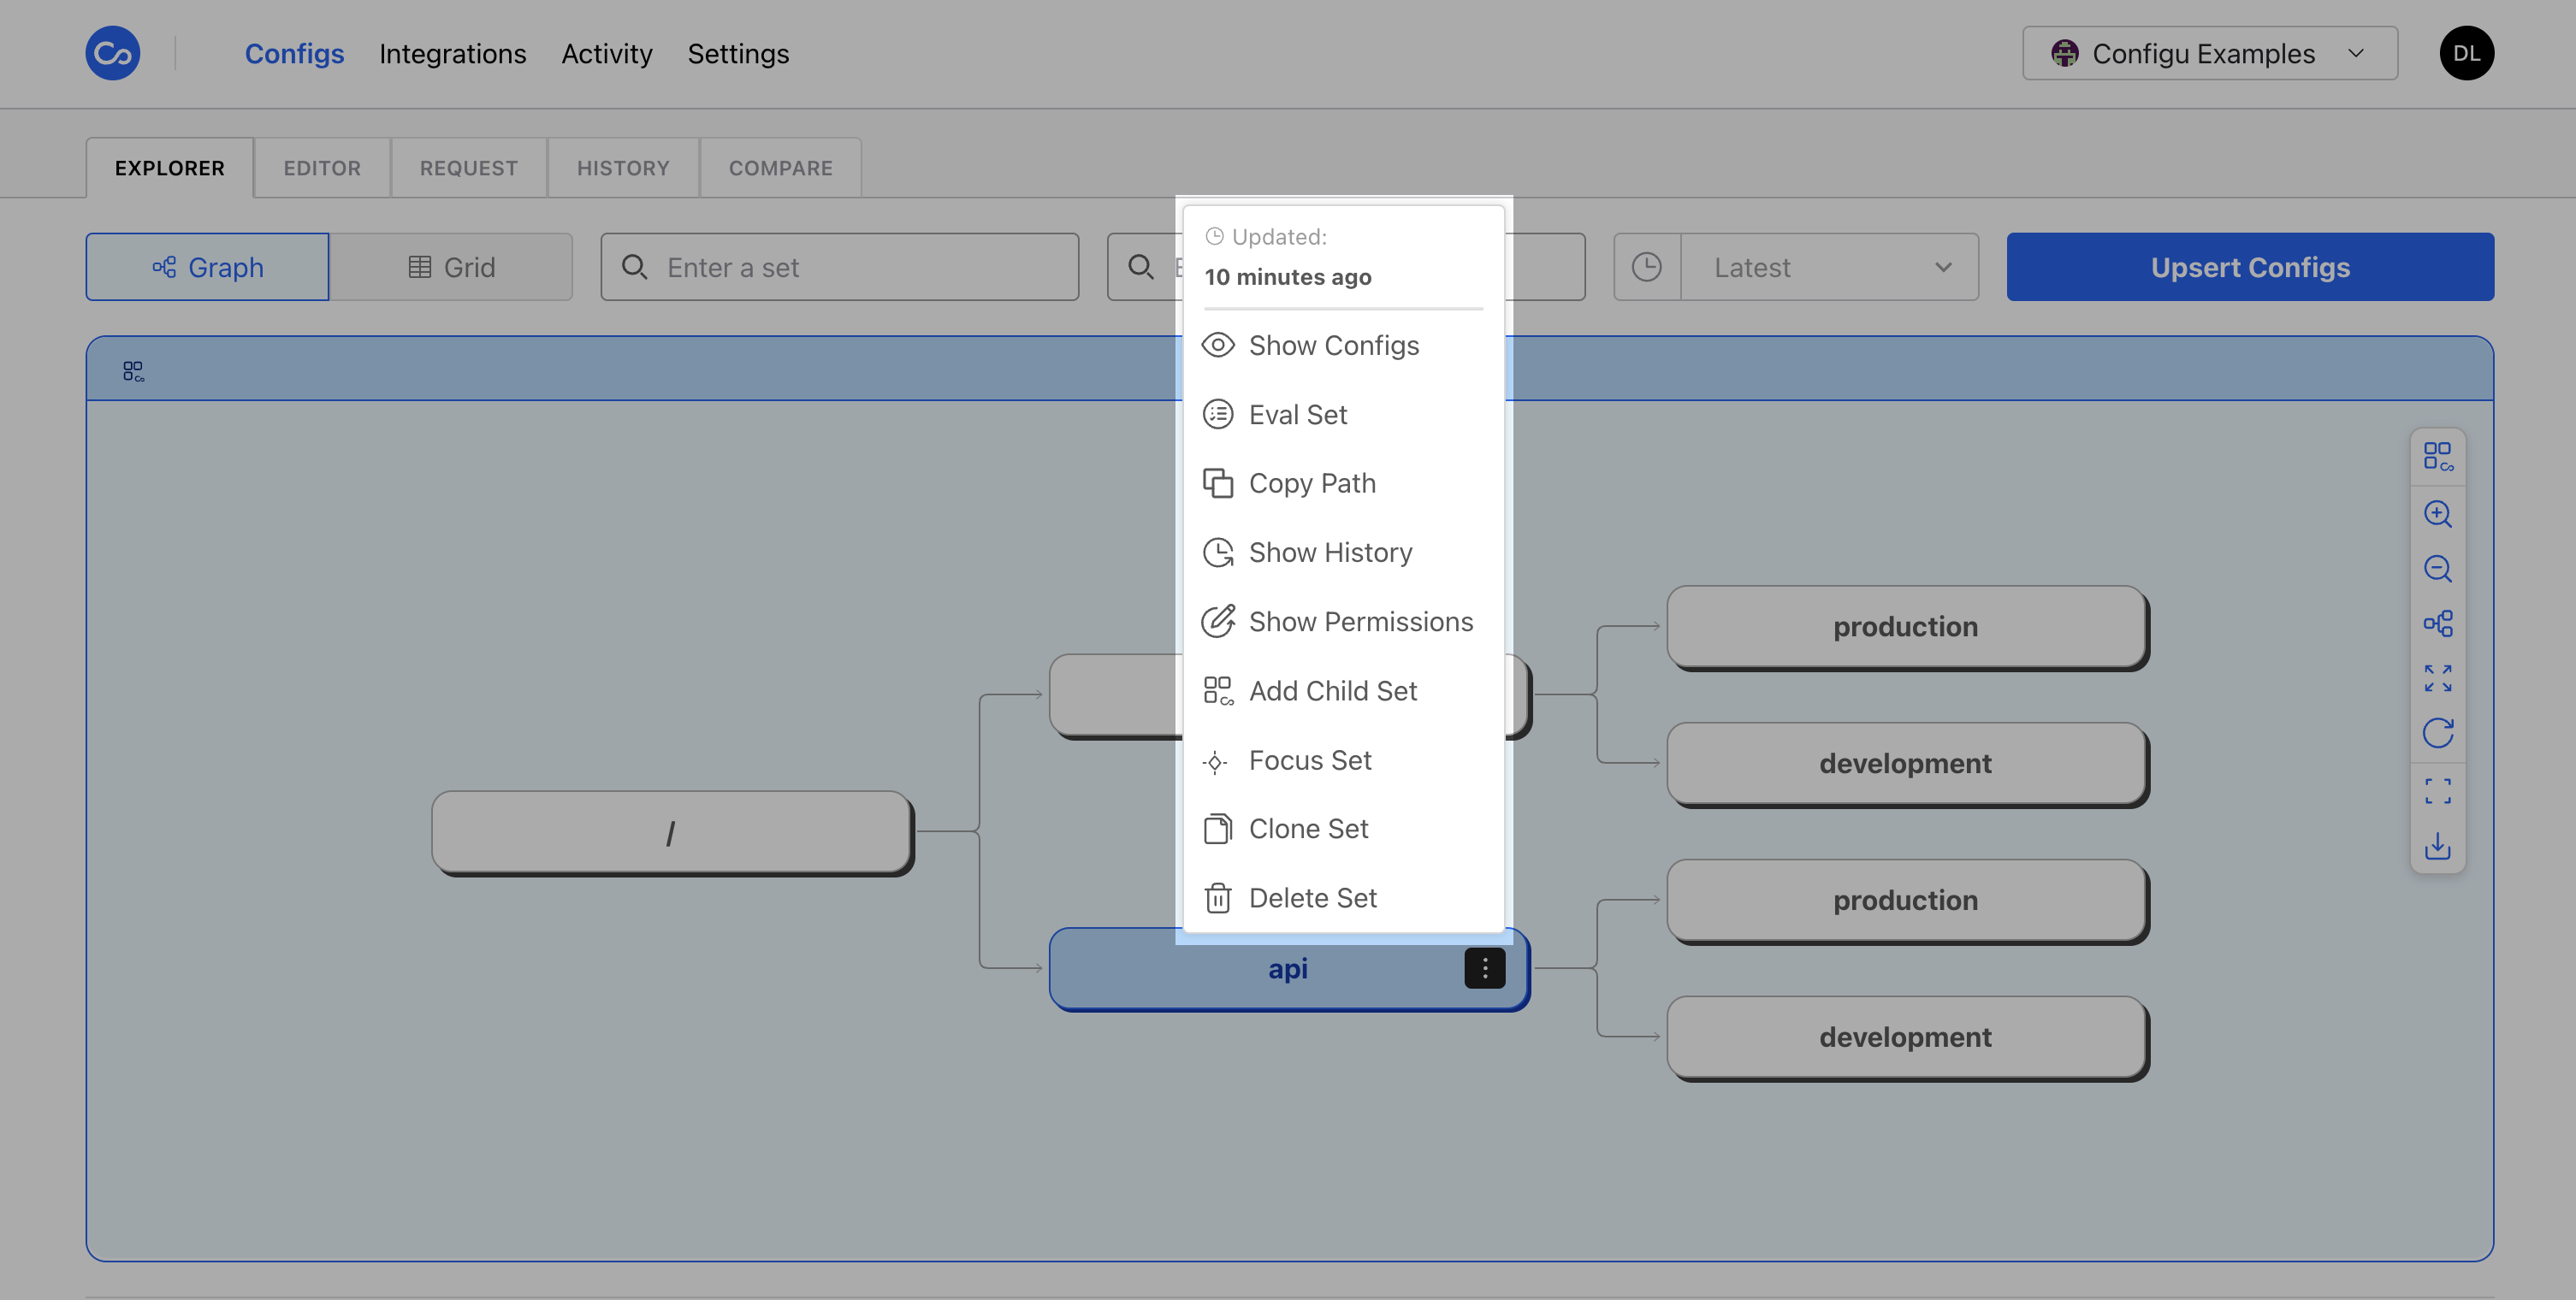 Configs Integrations Activity Settings Configu Examples DL
EXPLORER EDITOR REQUEST HISTORY COMPARE
Graph Grid Enter a set Latest Upsert Configs
Updated:
10 minutes ago
Show Configs
Eval Set
Copy Path
Show History
Show Permissions
Add Child Set
Focus Set
Clone Set
Delete Set
/
api
production
development
production
development